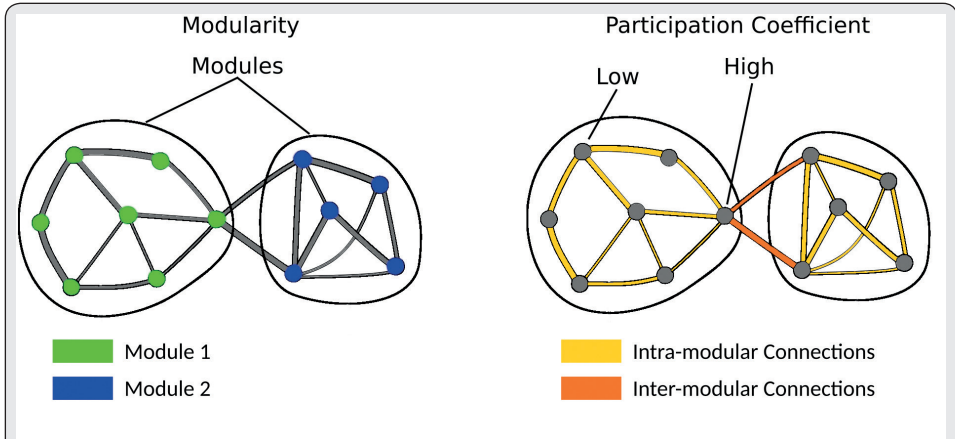 Modularity
Modules
Module 1
Module 2
Participation Coefficient
Low
High
Intra-modular Connections
Inter-modular Connections